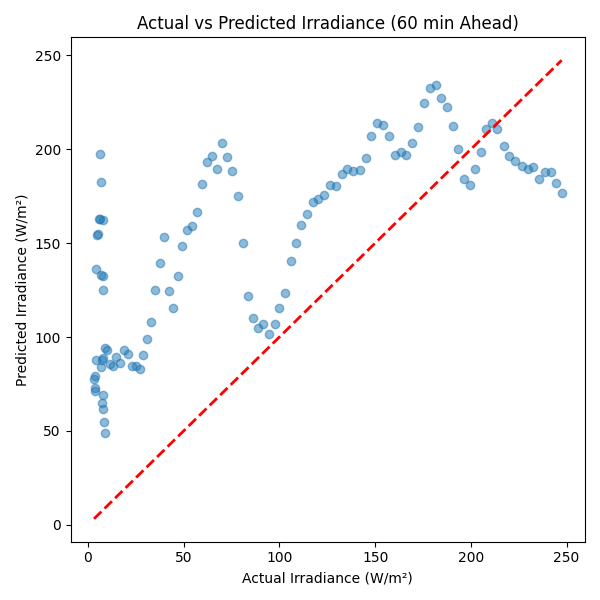 Actual vs Predicted Irradiance (60 min Ahead)
Predicted Irradiance (W/m²)
250
200
150
100
50
0
0 50 100 150 200 250
Actual Irradiance (W/m²)